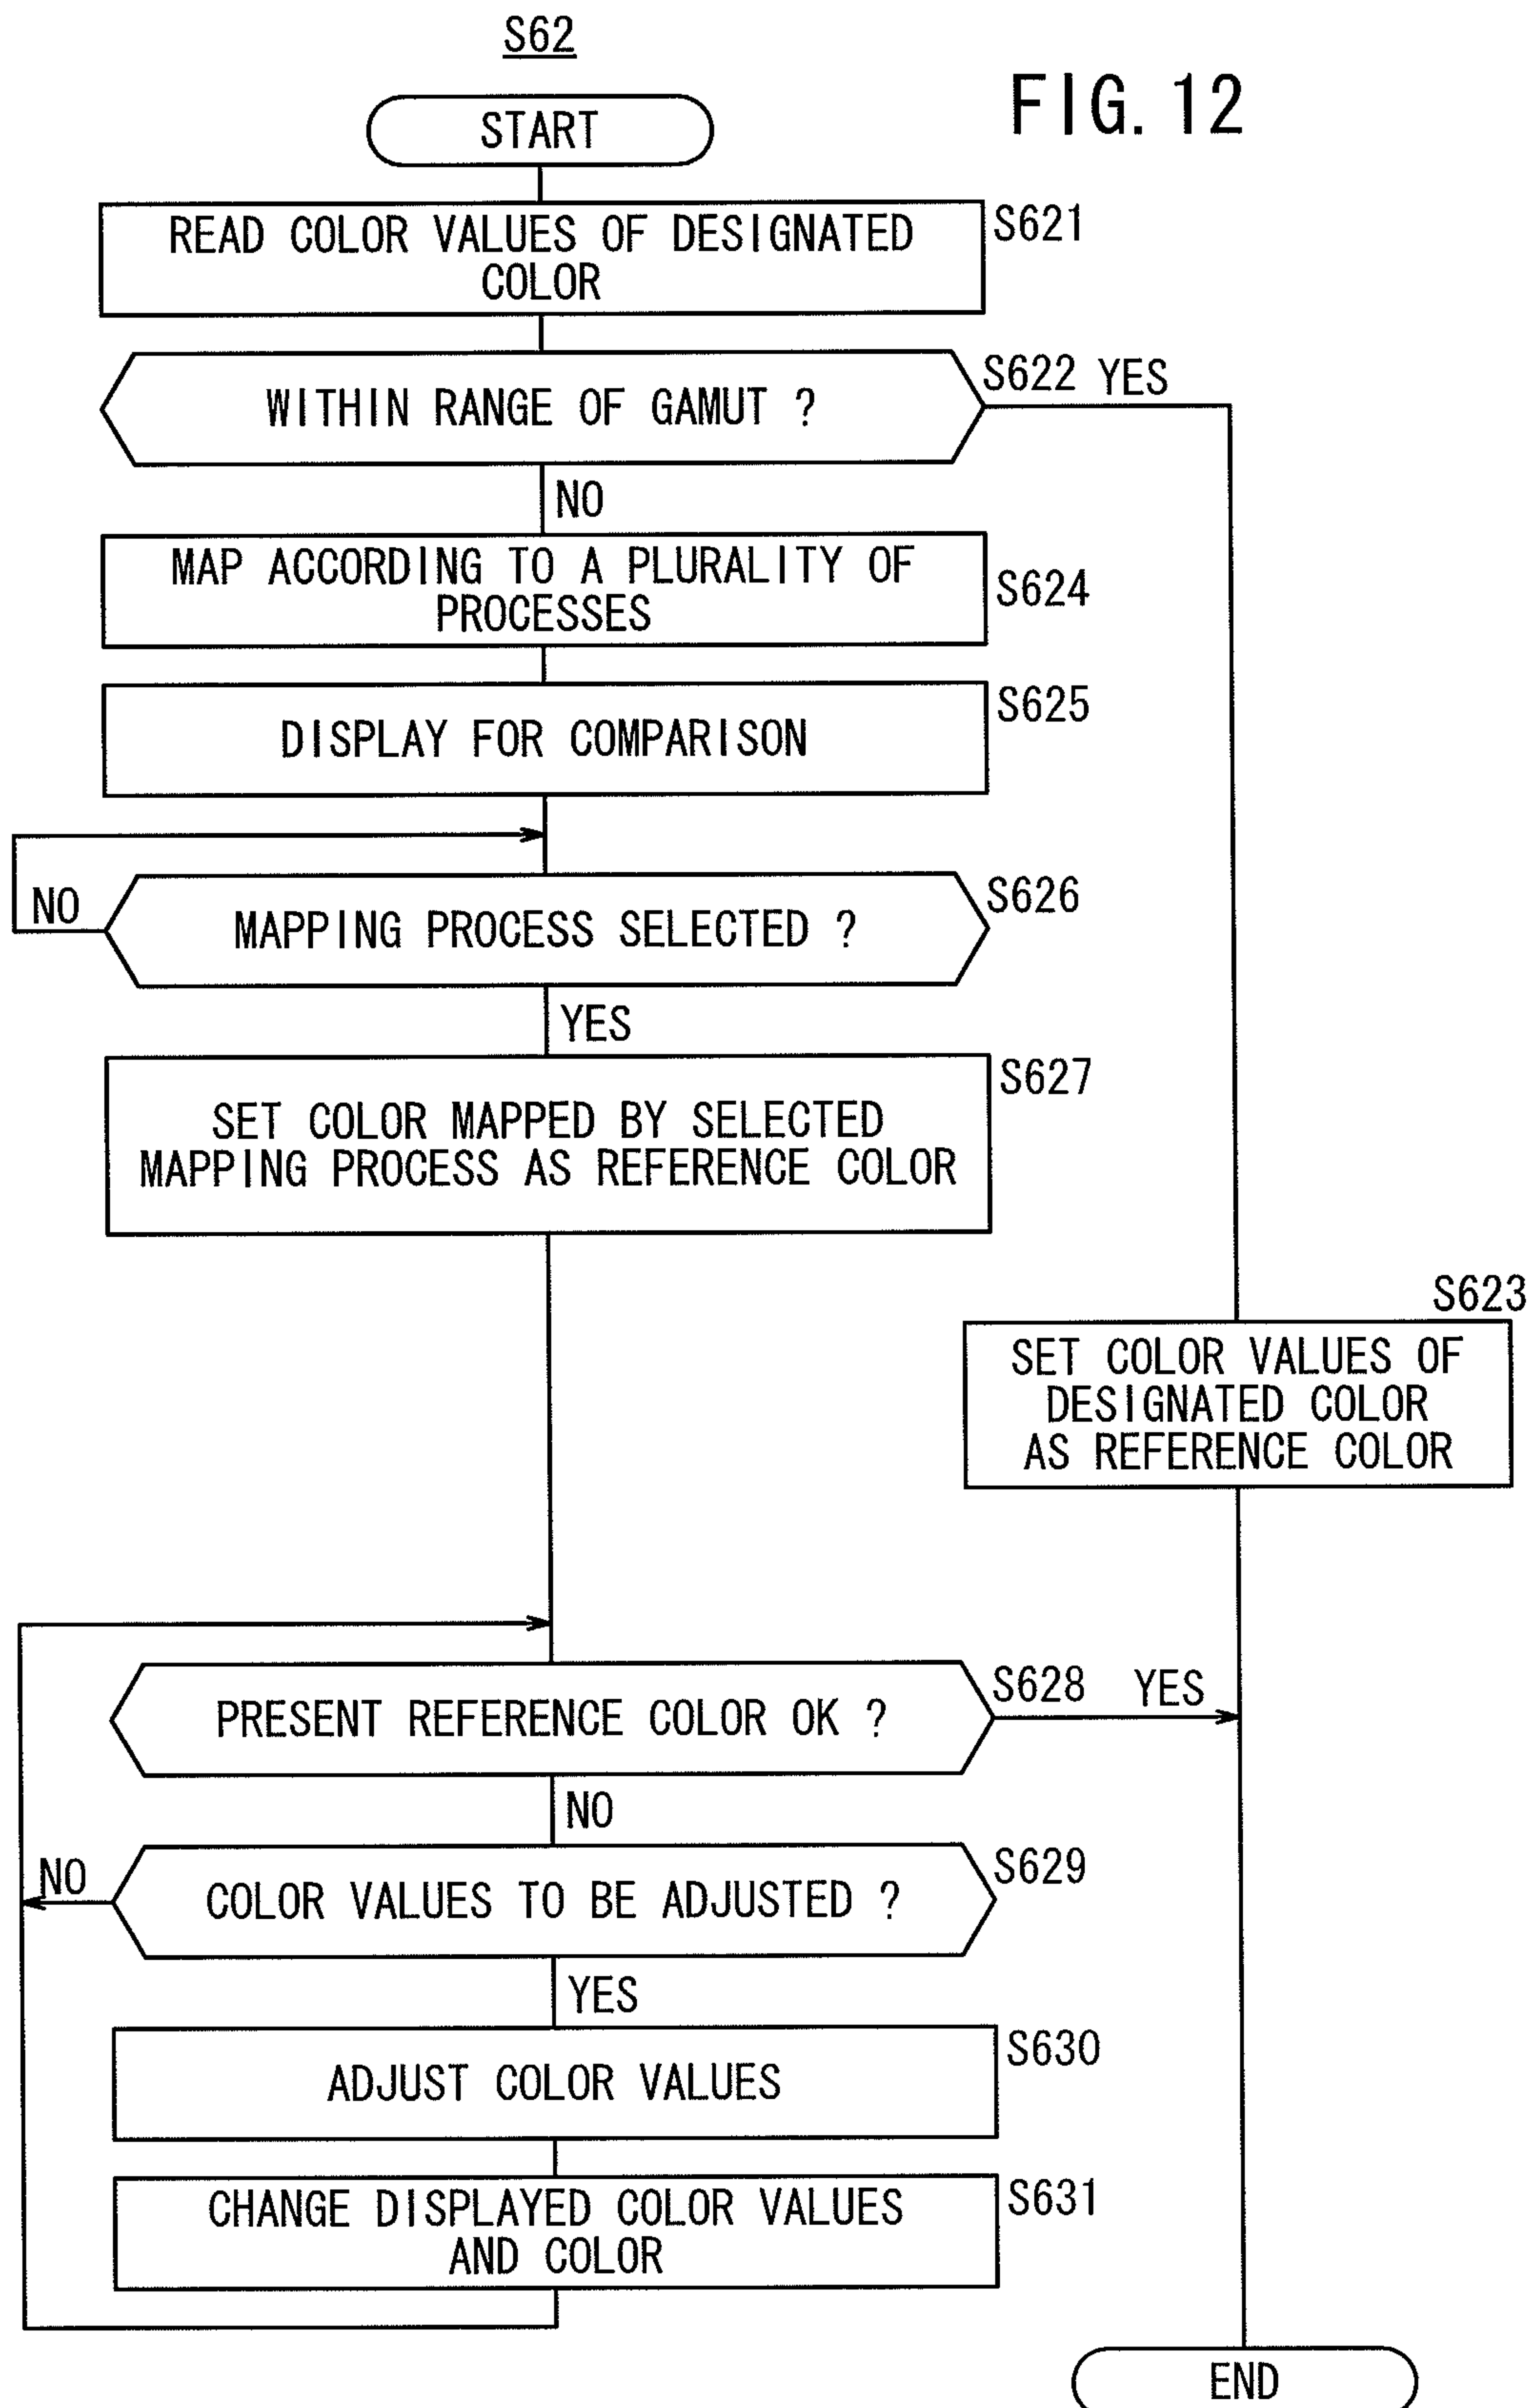 S62
FIG. 12
START
READ COLOR VALUES OF DESIGNATED
COLOR
S621
WITHIN RANGE OF GAMUT ?
S622 YES
NO
MAP ACCORDING TO A PLURALITY OF
PROCESSES
S624
DISPLAY FOR COMPARISON
S625
NO
MAPPING PROCESS SELECTED ?
S626
YES
SET COLOR MAPPED BY SELECTED
MAPPING PROCESS AS REFERENCE COLOR
S627
S623
SET COLOR VALUES OF
DESIGNATED COLOR
AS REFERENCE COLOR
PRESENT REFERENCE COLOR OK ?
S628 YES
NO
NO
COLOR VALUES TO BE ADJUSTED ?
S629
YES
ADJUST COLOR VALUES
S630
CHANGE DISPLAYED COLOR VALUES
AND COLOR
S631
END